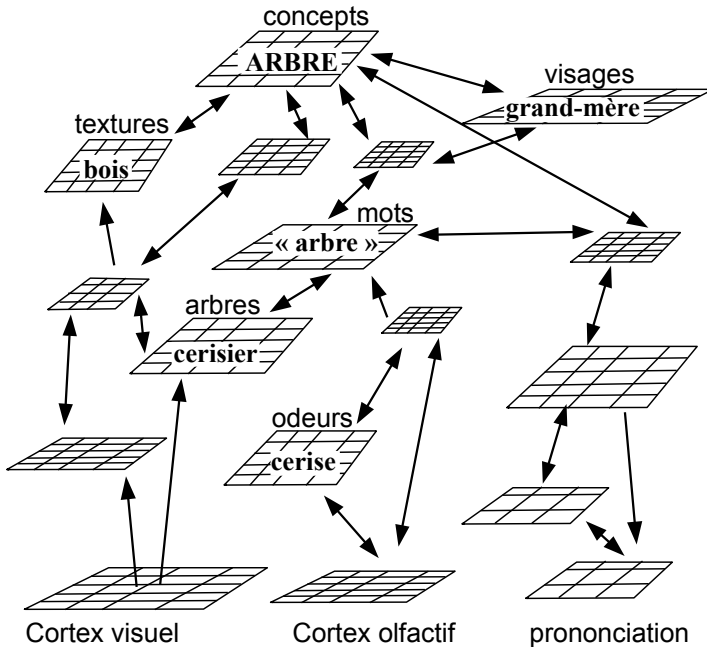 concepts
ARBRE
visages
grand-mère
textures
bois
mots
« arbre »
arbres
cerisier
odeurs
cerise
Cortex visuel
Cortex olfactif
prononciation